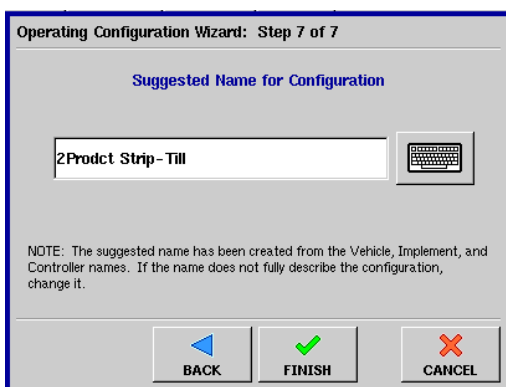 Operating Configuration Wizard: Step 7 of 7
Suggested Name for Configuration
2Prodct Strip-Till
NOTE: The suggested name has been created from the Vehicle, Implement, and
Controller names. If the name does not fully describe the configuration,
change it.
BACK FINISH CANCEL